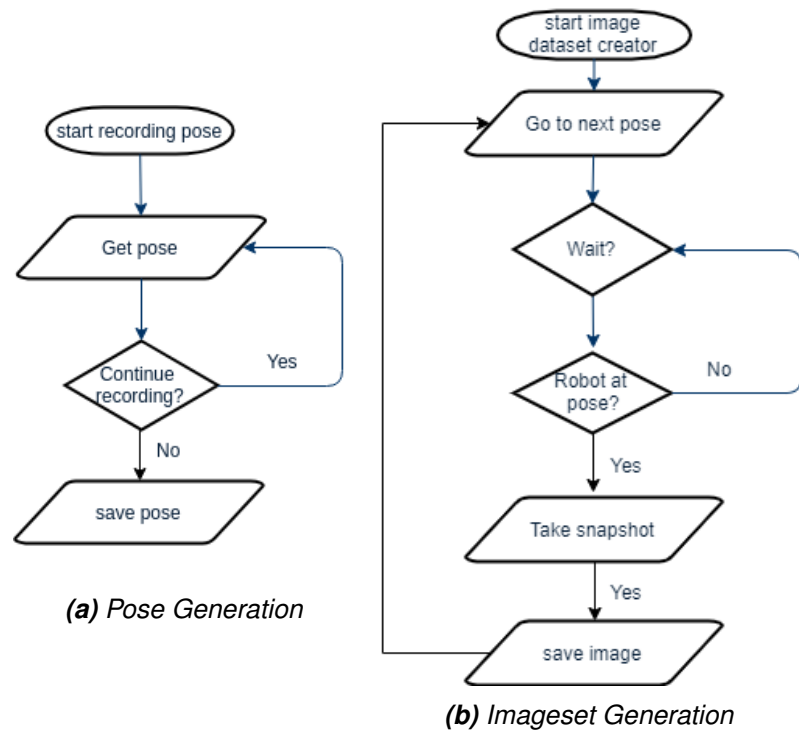 start recording pose
Get pose
Continue
recording?
Yes
No
save pose
(a) Pose Generation
start image
dataset creator
Go to next pose
Wait?
Robot at
pose?
No
Yes
Take snapshot
Yes
save image
(b) Imageset Generation